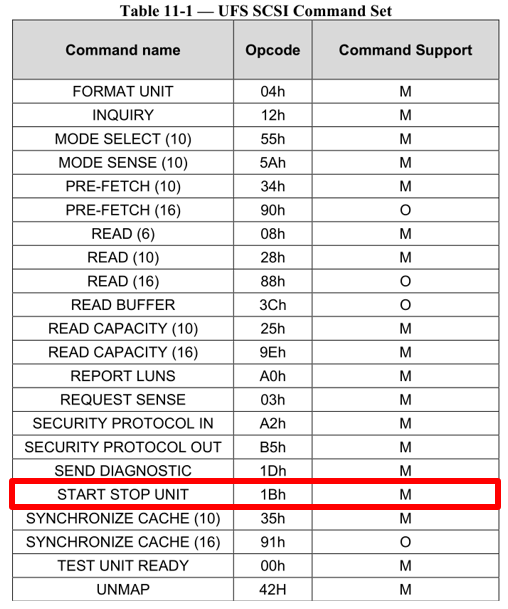 Table 11-1 — UFS SCSI Command Set
Command name Opcode Command Support
FORMAT UNIT 04h M
INQUIRY 12h M
MODE SELECT (10) 55h M
MODE SENSE (10) 5Ah M
PRE-FETCH (10) 34h M
PRE-FETCH (16) 90h O
READ (6) 08h M
READ (10) 28h M
READ (16) 88h O
READ BUFFER 3Ch O
READ CAPACITY (10) 25h M
READ CAPACITY (16) 9Eh M
REPORT LUNS A0h M
REQUEST SENSE 03h M
SECURITY PROTOCOL IN A2h M
SECURITY PROTOCOL OUT B5h M
SEND DIAGNOSTIC 1Dh M
START STOP UNIT 1Bh M
SYNCHRONIZE CACHE (10) 35h M
SYNCHRONIZE CACHE (16) 91h O
TEST UNIT READY 00h M
UNMAP 42H M